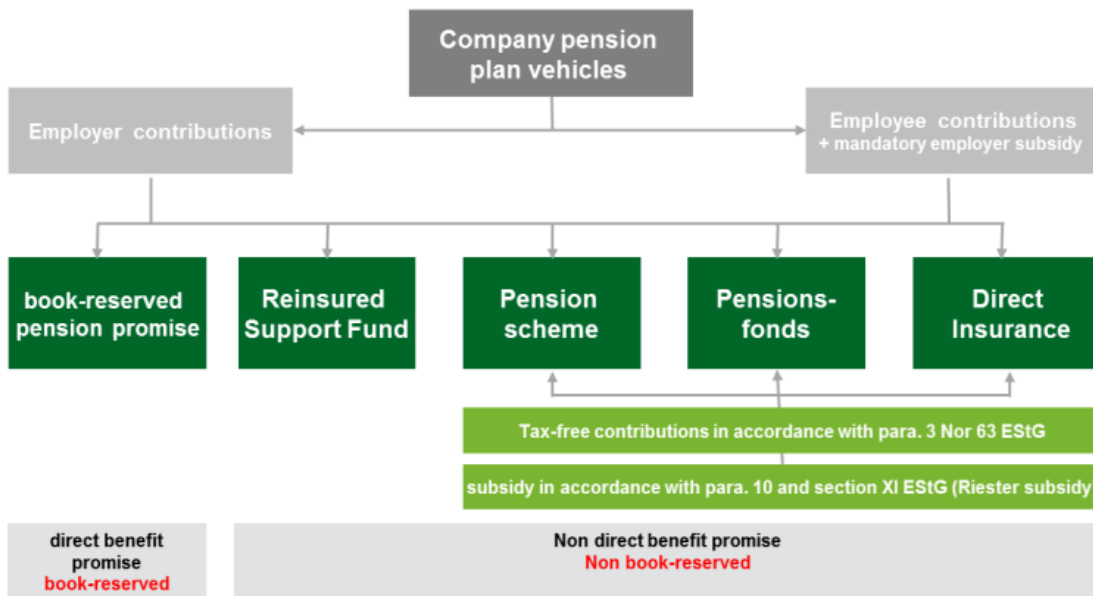 Company pension
plan vehicles
Employer contributions
Employee contributions
+ mandatory employer subsidy
book-reserved
pension promise
Reinsured
Support Fund
Pension
scheme
Pensions-
fonds
Direct
Insurance
Tax-free contributions in accordance with para. 3 Nor 63 EStG
subsidy in accordance with para. 10 and section XI EStG (Riester subsidy
direct benefit
promise
book-reserved
Non direct benefit promise
Non book-reserved